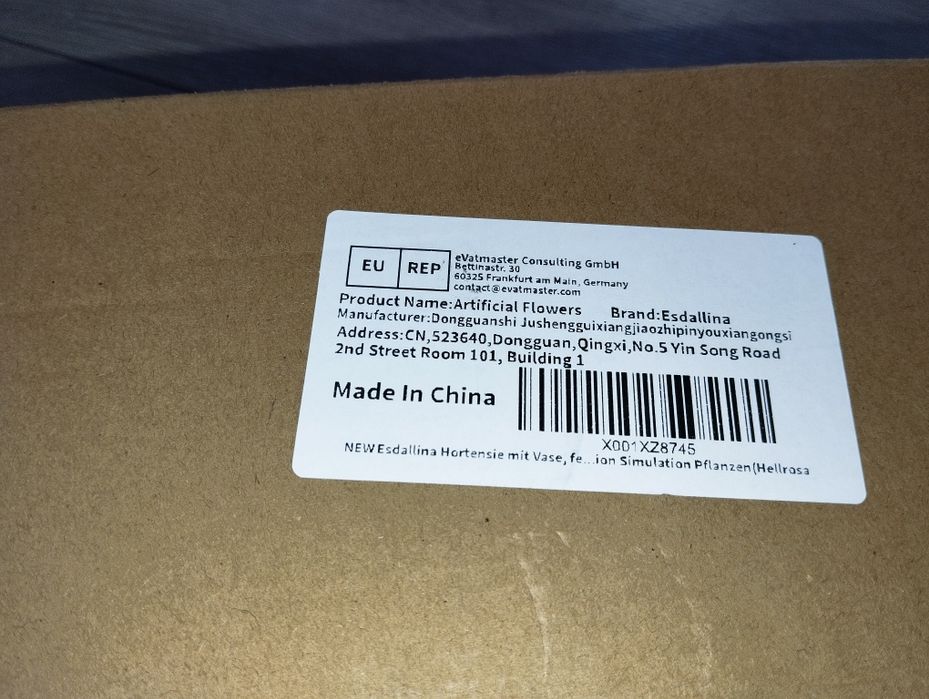 EU REP
eVatmaster Consulting GmbH
Bettinastr. 30
60325 Frankfurt am Main, Germany
contact@evatmaster.com
Product Name:Artificial Flowers Brand:Esdallina
Manufacturer:Dongguanshi Jushengguixiangjiaozhipinyouxiangongsi
Address:CN,523640,Dongguan,Qingxi,No.5 Yin Song Road
2nd Street Room 101, Building 1
Made In China
X001XZ8745
NEW Esdallina Hortensie mit Vase, fe...ion Simulation Pflanzen(Hellrosa